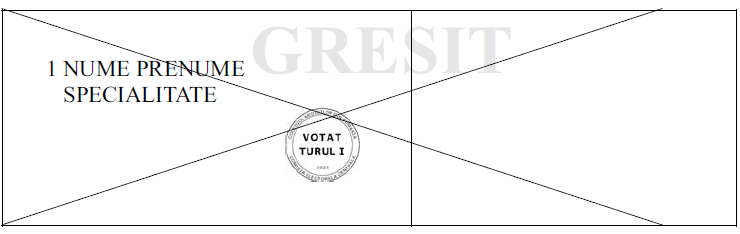 GRESIT
1 NUME PRENUME
SPECIALITATE
VOTAT
TURUL I